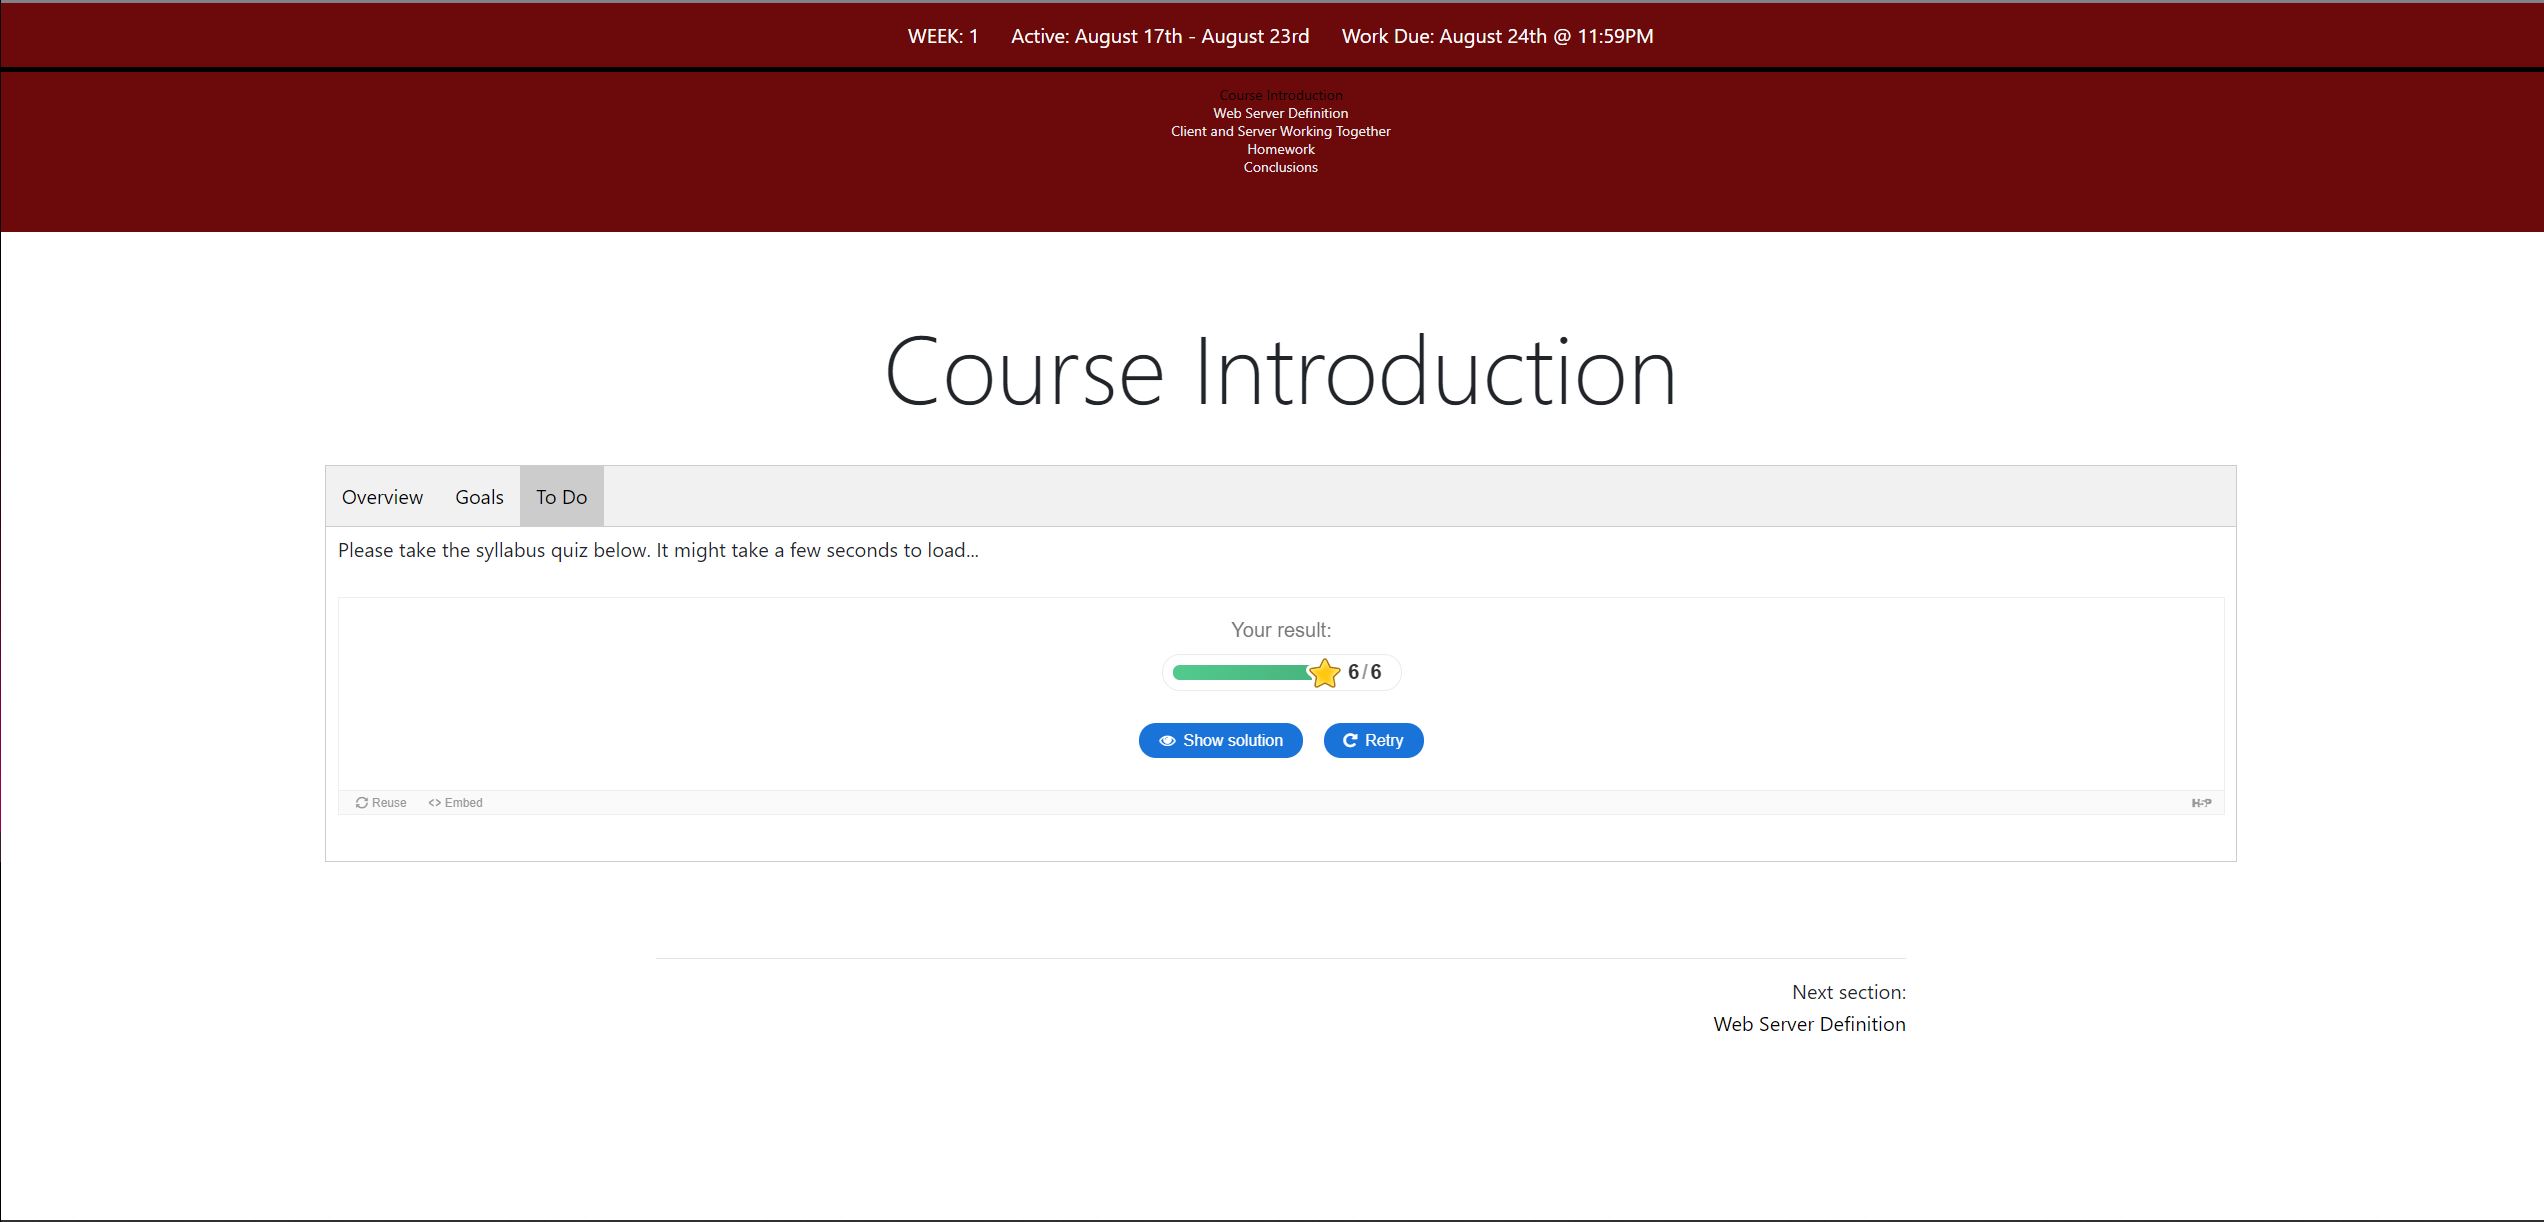 WEEK: 1 Active: August 17th - August 23rd Work Due: August 24th @ 11:59PM
Course Introduction
Web Server Definition
Client and Server Working Together
Homework
Conclusions
Course Introduction
Overview Goals To Do
Please take the syllabus quiz below. It might take a few seconds to load...
Your result:
6/6
Show solution Retry
Reuse <> Embed H5P
Next section:
Web Server Definition